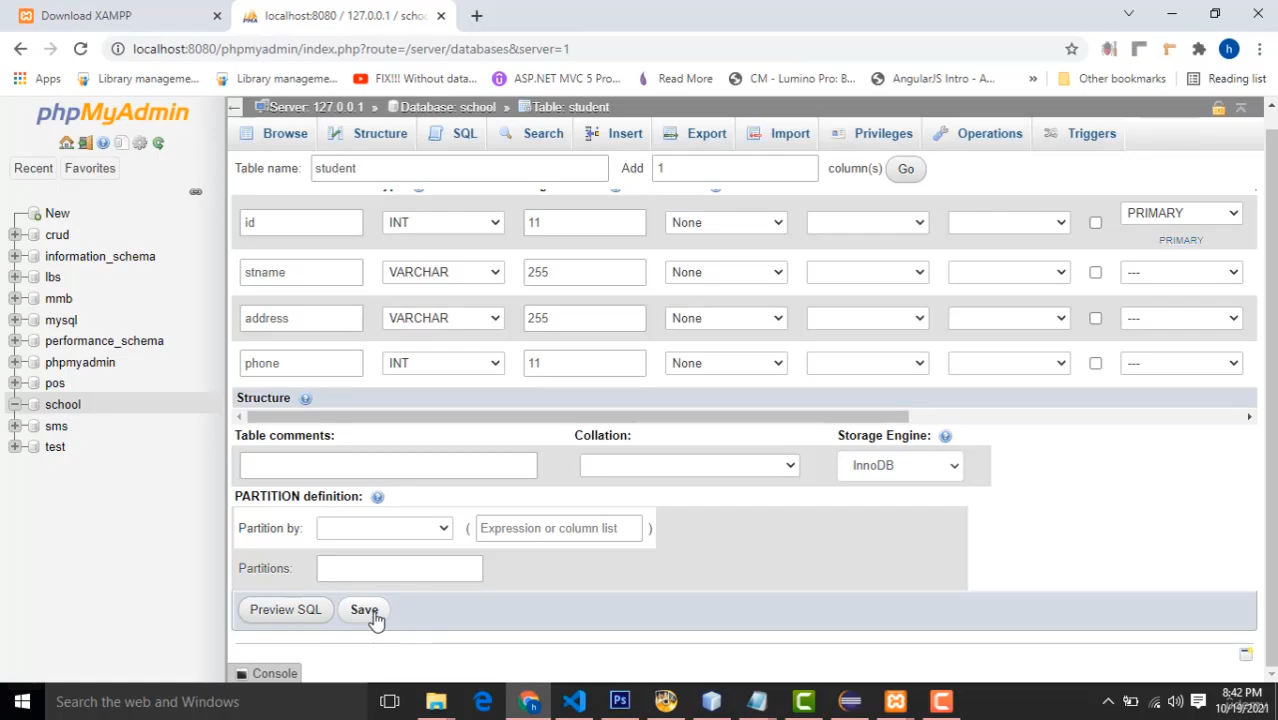 Download XAMPP
localhost:8080 / 127.0.0.1 / schoo
localhost:8080/phpmyadmin/index.php?route=/server/databases&server=1
Apps Library manageme... Library manageme... FIX!!! Without data... ASP.NET MVC 5 Pro... Read More CM - Lumino Pro: B... AngularJS Intro - A... » Other bookmarks Reading list
phpMyAdmin
Recent Favorites
New
crud
information_schema
lbs
mmb
mysql
performance_schema
phpmyadmin
pos
school
sms
test
Server: 127.0.0.1 » Database: school » Table: student
Browse Structure SQL Search Insert Export Import Privileges Operations Triggers
Table name: student Add 1 column(s) Go
id INT 11 None PRIMARY
PRIMARY
stname VARCHAR 255 None ---
address VARCHAR 255 None ---
phone INT 11 None ---
Structure
Table comments: Collation: Storage Engine:
InnoDB
PARTITION definition:
Partition by: ( Expression or column list )
Partitions:
Preview SQL Save
Console
Search the web and Windows
8:42 PM
10/19/2021